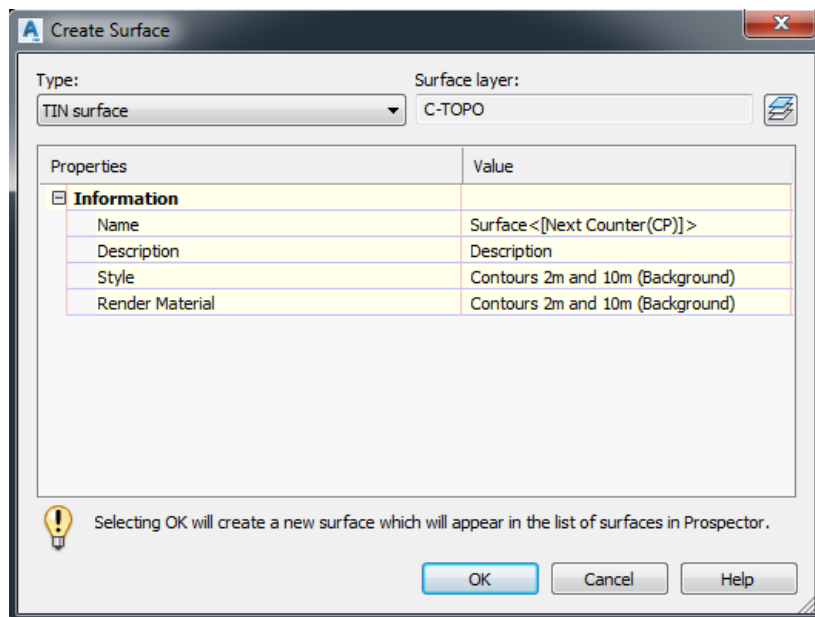 Create Surface
Type:
Surface layer:
TIN surface
C-TOPO
Properties
Value
Information
Name
Surface<[Next Counter(CP)]>
Description
Description
Style
Contours 2m and 10m (Background)
Render Material
Contours 2m and 10m (Background)
Selecting OK will create a new surface which will appear in the list of surfaces in Prospector.
OK
Cancel
Help